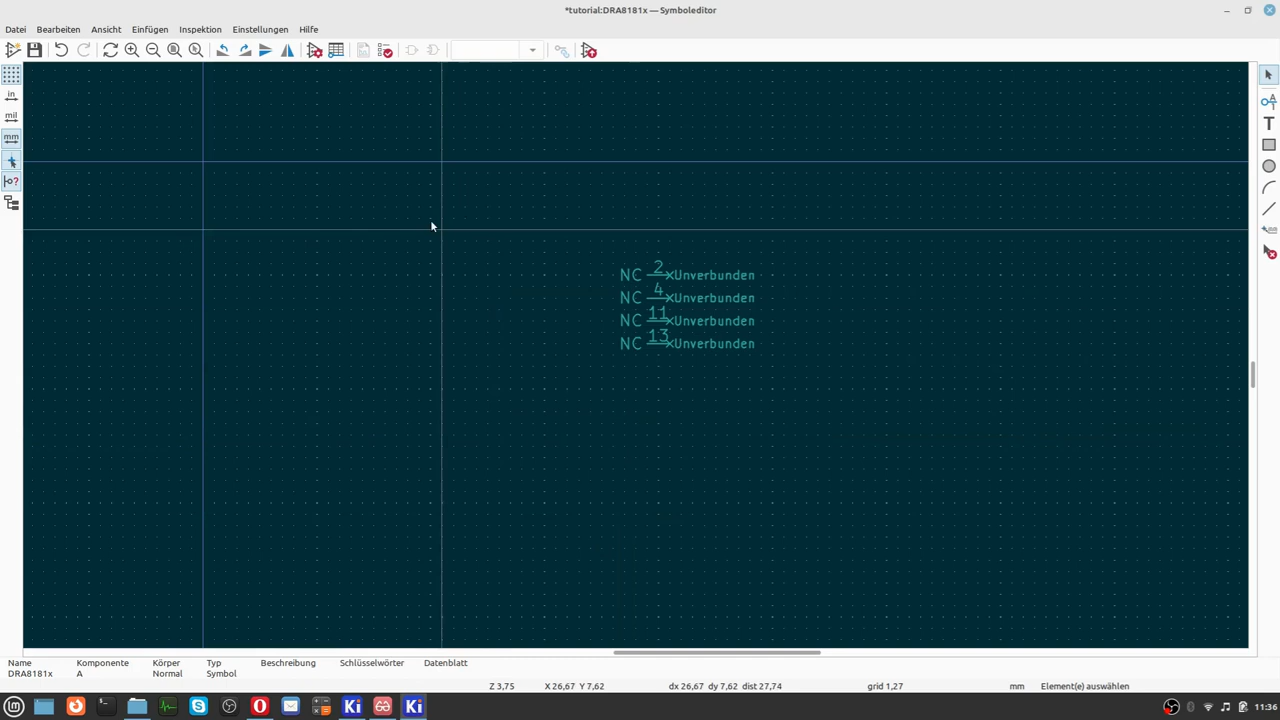 *tutorial:DRA8181x — Symboleditor
Datei Bearbeiten Ansicht Einfügen Inspektion Einstellungen Hilfe
in
mil
mm
T
NC 2 Unverbunden
NC 4 Unverbunden
NC 11 Unverbunden
NC 13 Unverbunden
Name Komponente Körper Typ Beschreibung Schlüsselwörter Datenblatt
DRA8181x A Normal Symbol
Z 3,75 X 26,67 Y 7,62 dx 26,67 dy 7,62 dist 27,74 grid 1,27 mm Element(e) auswählen
Ki Ki 11:36